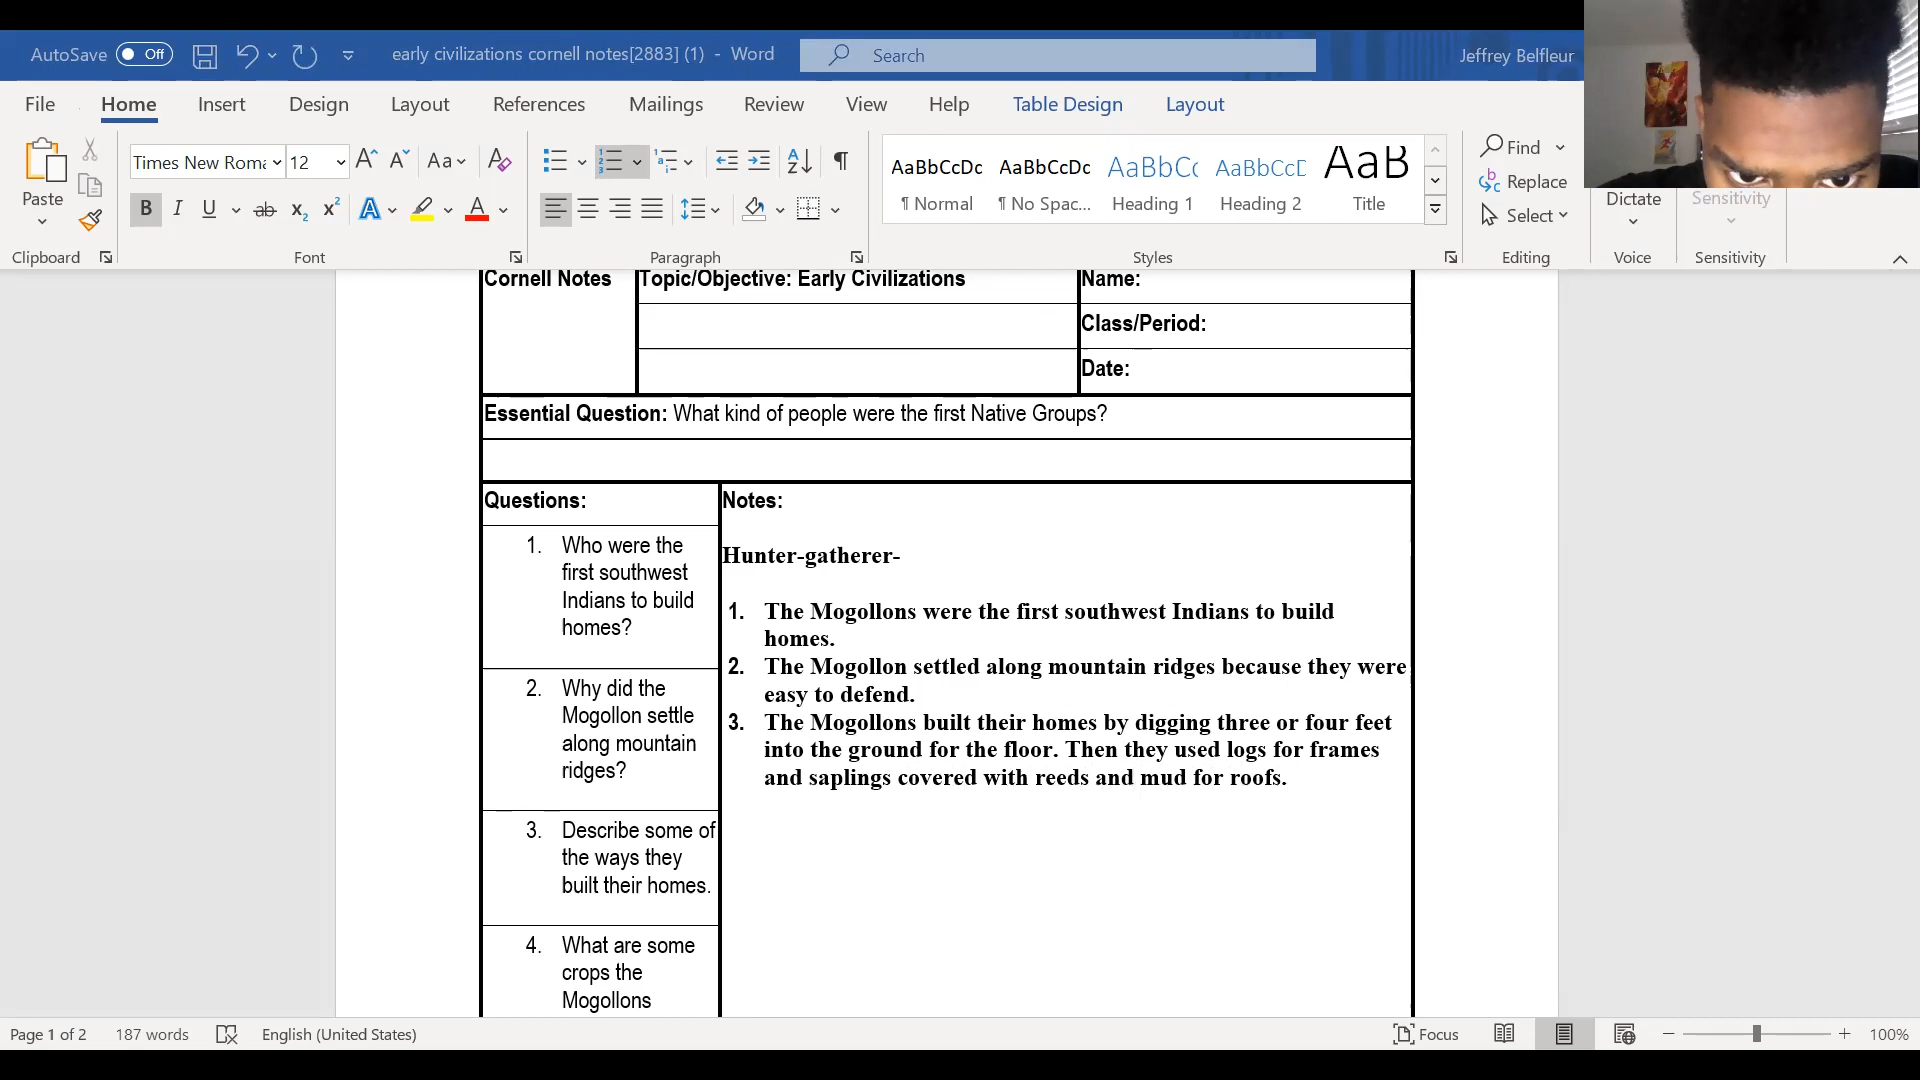 AutoSave Off early civilizations cornell notes[2883] (1) - Word Search Jeffrey Belfleur
File Home Insert Design Layout References Mailings Review View Help Table Design Layout
Paste
Clipboard
Times New Roma 12 Aa
B I U ab x₂ x² A A
Font
Paragraph
AaBbCcDc AaBbCcDc AaBbCc AaBbCcD AaB
¶ Normal ¶ No Spac... Heading 1 Heading 2 Title
Styles
Find
Replace
Select
Editing
Dictate
Voice
Sensitivity
Sensitivity
Cornell Notes Topic/Objective: Early Civilizations Name:
Class/Period:
Date:
Essential Question: What kind of people were the first Native Groups?
Questions:
1. Who were the
first southwest
Indians to build
homes?
2. Why did the
Mogollon settle
along mountain
ridges?
3. Describe some of
the ways they
built their homes.
4. What are some
crops the
Mogollons
Notes:
Hunter-gatherer-
1. The Mogollons were the first southwest Indians to build
homes.
2. The Mogollon settled along mountain ridges because they were
easy to defend.
3. The Mogollons built their homes by digging three or four feet
into the ground for the floor. Then they used logs for frames
and saplings covered with reeds and mud for roofs.
Page 1 of 2 187 words English (United States) Focus 100%